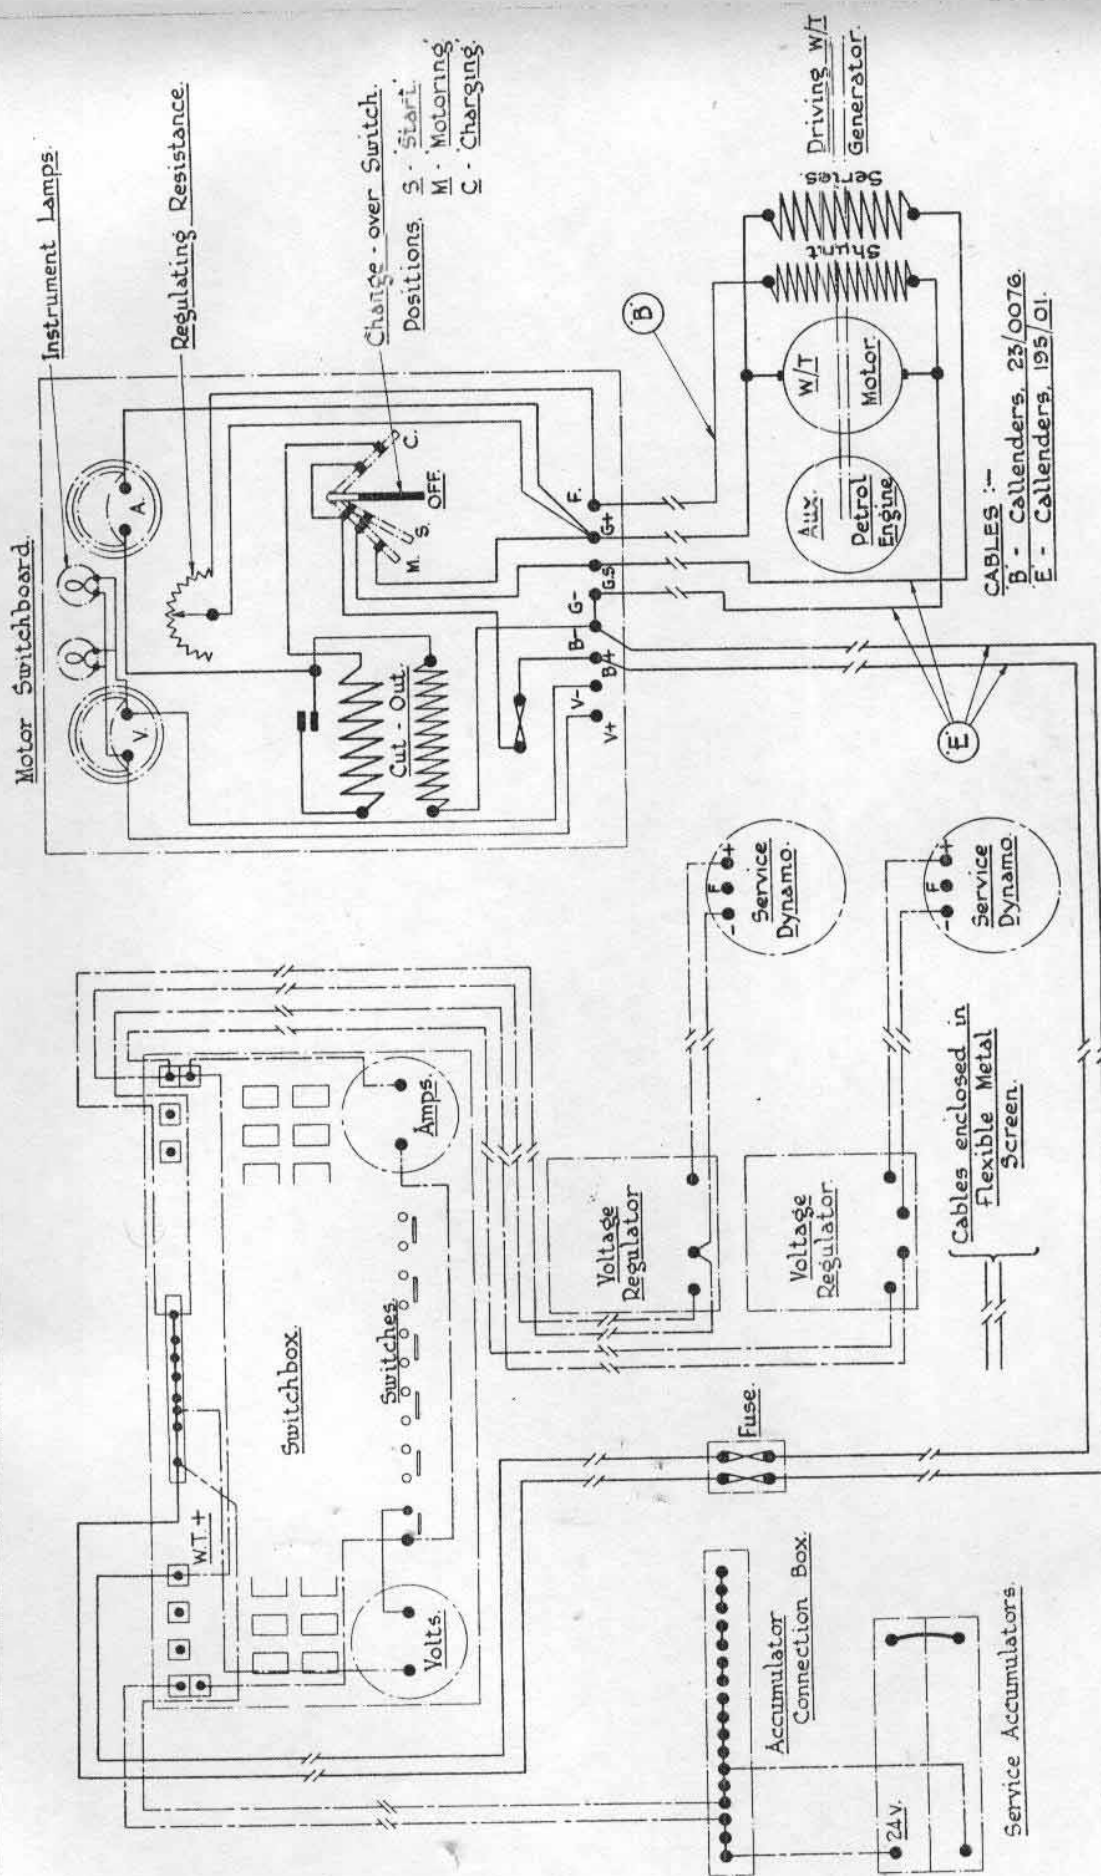 Motor Switchboard.
Instrument Lamps.
Regulating Resistance.
Change-over Switch.
Positions. S - 'Start.'
M - 'Motoring.'
C - 'Charging.'
V.
A.
Cut - Out.
M.
S.
OFF.
C.
V+
V-
B+
B-
G-
G.S
G+
F.
'B'
'E'
Aux.
Petrol
Engine
W/T
Motor.
Shunt
Series
Driving W/T
Generator.
CABLES :-
'B' - Callenders, 23/0076.
'E' - Callenders, 195/01.
Switchbox.
W.T.+
Switches.
Volts.
Amps.
Voltage
Regulator
Voltage
Regulator.
- F +
Service
Dynamo.
- F +
Service
Dynamo.
Cables enclosed in
Flexible Metal
Screen.
Fuse.
Accumulator
Connection Box.
24v.
Service Accumulators.